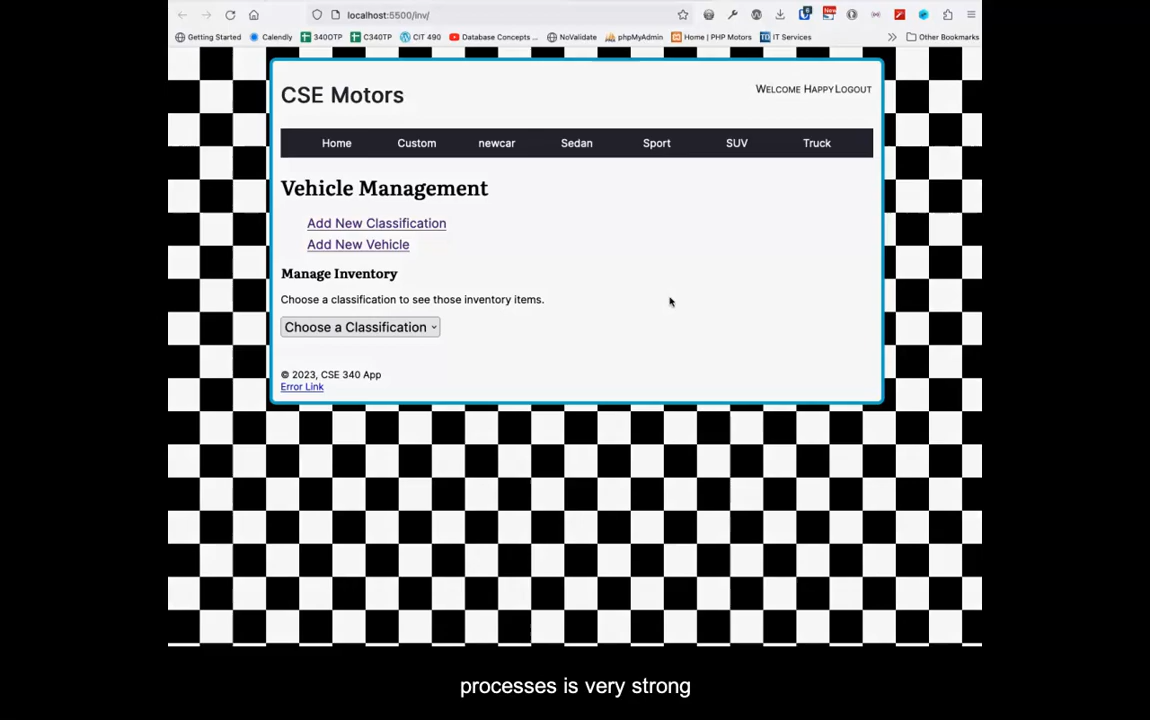 localhost:5500/inv/
New
Getting Started Calendly 340OTP C340TP CIT 490 Database Concepts ... NoValidate phpMyAdmin Home | PHP Motors IT Services Other Bookmarks
CSE Motors
Welcome Happy Logout
Home Custom newcar Sedan Sport SUV Truck
Vehicle Management
Add New Classification
Add New Vehicle
Manage Inventory
Choose a classification to see those inventory items.
Choose a Classification
© 2023, CSE 340 App
Error Link
processes is very strong